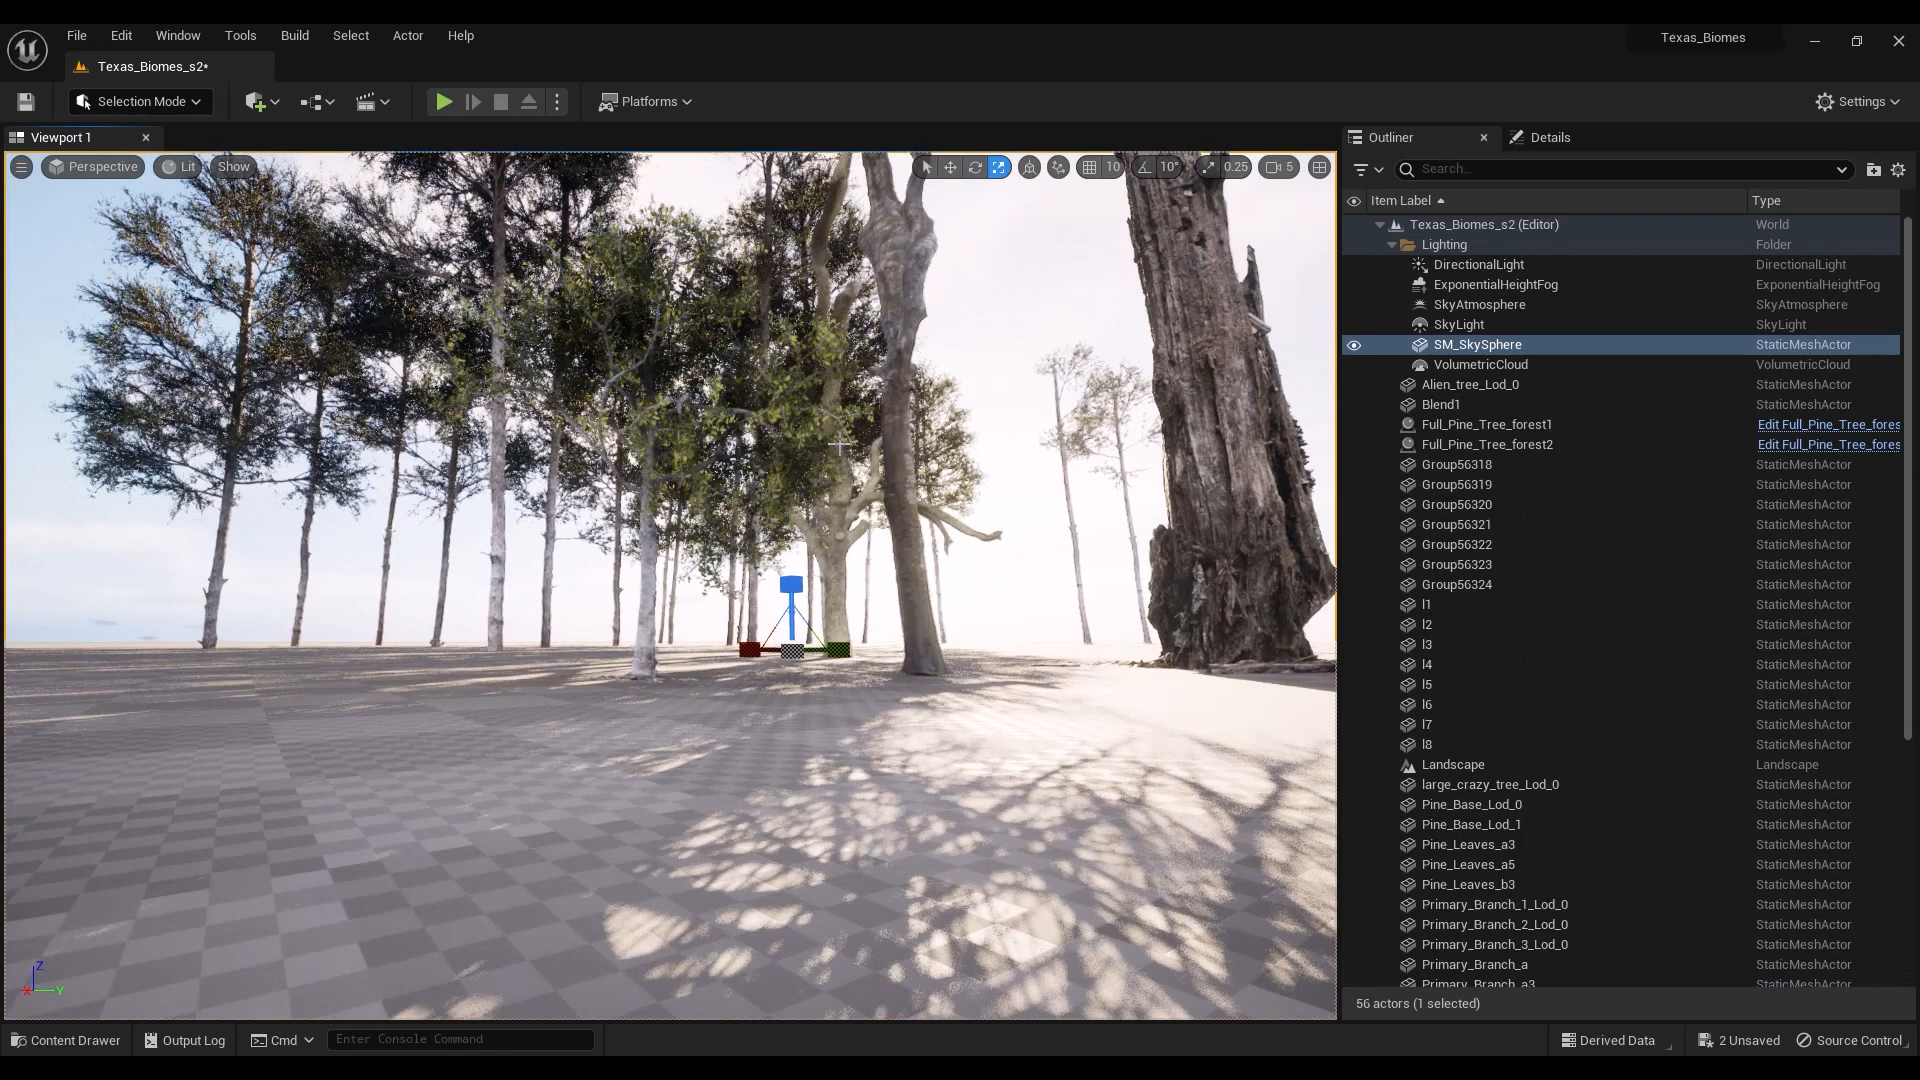 File Edit Window Tools Build Select Actor Help
Texas_Biomes
Texas_Biomes_s2*
Selection Mode
Platforms
Settings
Viewport 1
Outliner
Details
Perspective
Lit
Show
10
10°
0.25
5
Search...
Item Label
Type
Texas_Biomes_s2 (Editor) World
Lighting Folder
DirectionalLight DirectionalLight
ExponentialHeightFog ExponentialHeightFog
SkyAtmosphere SkyAtmosphere
SkyLight SkyLight
SM_SkySphere StaticMeshActor
VolumetricCloud VolumetricCloud
Alien_tree_Lod_0 StaticMeshActor
Blend1 StaticMeshActor
Full_Pine_Tree_forest1 Edit Full_Pine_Tree_fores
Full_Pine_Tree_forest2 Edit Full_Pine_Tree_fores
Group56318 StaticMeshActor
Group56319 StaticMeshActor
Group56320 StaticMeshActor
Group56321 StaticMeshActor
Group56322 StaticMeshActor
Group56323 StaticMeshActor
Group56324 StaticMeshActor
l1 StaticMeshActor
l2 StaticMeshActor
l3 StaticMeshActor
l4 StaticMeshActor
l5 StaticMeshActor
l6 StaticMeshActor
l7 StaticMeshActor
l8 StaticMeshActor
Landscape Landscape
large_crazy_tree_Lod_0 StaticMeshActor
Pine_Base_Lod_0 StaticMeshActor
Pine_Base_Lod_1 StaticMeshActor
Pine_Leaves_a3 StaticMeshActor
Pine_Leaves_a5 StaticMeshActor
Pine_Leaves_b3 StaticMeshActor
Primary_Branch_1_Lod_0 StaticMeshActor
Primary_Branch_2_Lod_0 StaticMeshActor
Primary_Branch_3_Lod_0 StaticMeshActor
Primary_Branch_a StaticMeshActor
Primary_Branch_a3 StaticMeshActor
Z
X
Y
56 actors (1 selected)
Content Drawer
Output Log
Cmd
Enter Console Command
Derived Data
2 Unsaved
Source Control